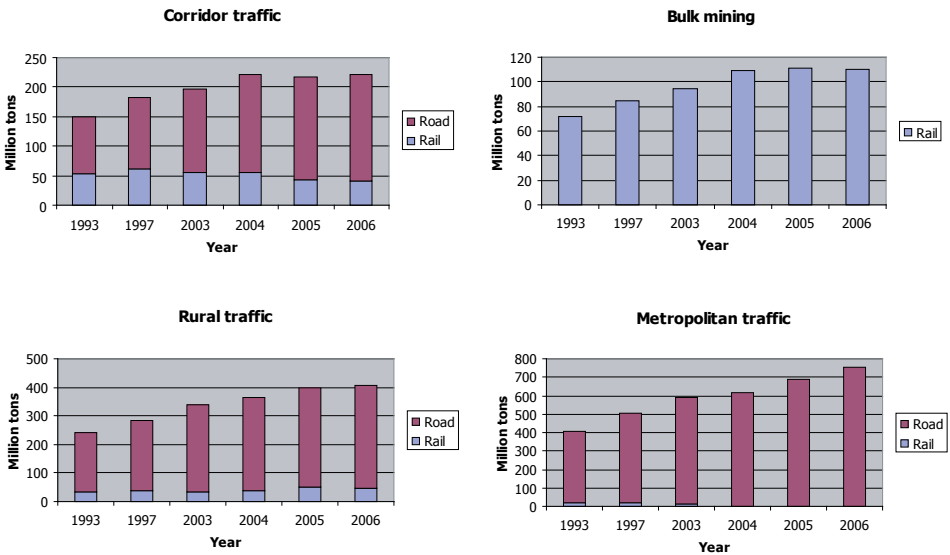 Corridor traffic
Million tons
250
200
150
100
50
0
1993 1997 2003 2004 2005 2006
Year
Road
Rail
Bulk mining
Million tons
120
100
80
60
40
20
0
1993 1997 2003 2004 2005 2006
Year
Rail
Rural traffic
Million tons
500
400
300
200
100
0
1993 1997 2003 2004 2005 2006
Year
Road
Rail
Metropolitan traffic
Million tons
800
700
600
500
400
300
200
100
0
1993 1997 2003 2004 2005 2006
Year
Road
Rail